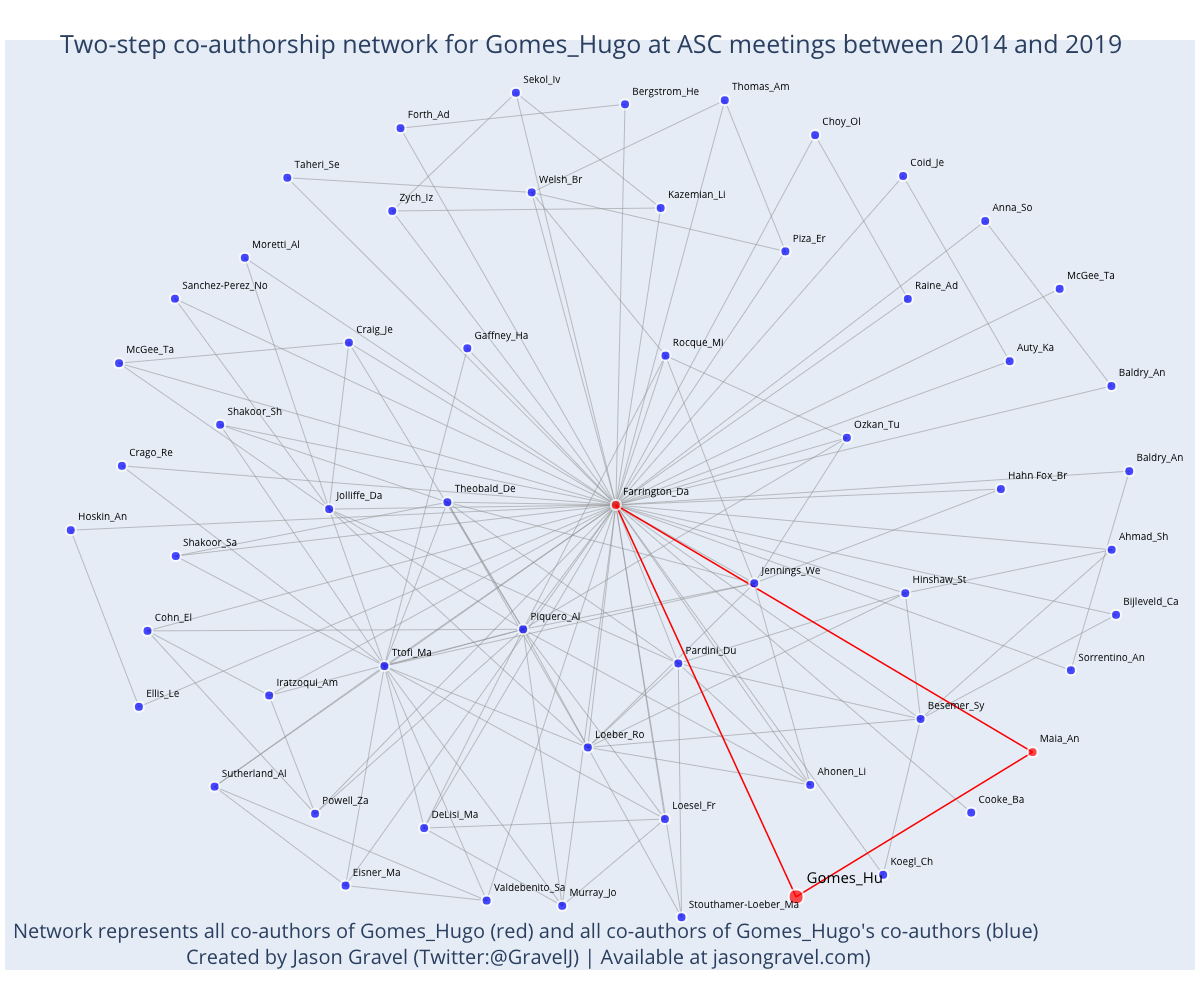 Two-step co-authorship network for Gomes_Hugo at ASC meetings between 2014 and 2019
Sekol_Iv
Thomas_Am
Bergstrom_He
Forth_Ad
Choy_Ol
Coid_Je
Taheri_Se
Welsh_Br
Kazemian_Li
Zych_Iz
Anna_So
Piza_Er
Moretti_Al
McGee_Ta
Sanchez-Perez_No
Raine_Ad
Craig_Je
Gaffney_Ha
Rocque_Mi
McGee_Ta
Auty_Ka
Baldry_An
Shakoor_Sh
Ozkan_Tu
Crago_Re
Baldry_An
Hahn Fox_Br
Theobald_De
Farrington_Da
Jolliffe_Da
Hoskin_An
Ahmad_Sh
Shakoor_Sa
Jennings_We
Hinshaw_St
Bijleveld_Ca
Cohn_El
Piquero_Al
Ttofi_Ma
Pardini_Du
Sorrentino_An
Iratzoqui_Am
Ellis_Le
Besemer_Sy
Loeber_Ro
Maia_An
Sutherland_Al
Ahonen_Li
Powell_Za
Loesel_Fr
Cooke_Ba
DeLisi_Ma
Koegl_Ch
Eisner_Ma
Gomes_Hu
Valdebenito_Sa
Murray_Jo
Stouthamer-Loeber_Ma
Network represents all co-authors of Gomes_Hugo (red) and all co-authors of Gomes_Hugo's co-authors (blue)
Created by Jason Gravel (Twitter:@GravelJ) | Available at jasongravel.com)